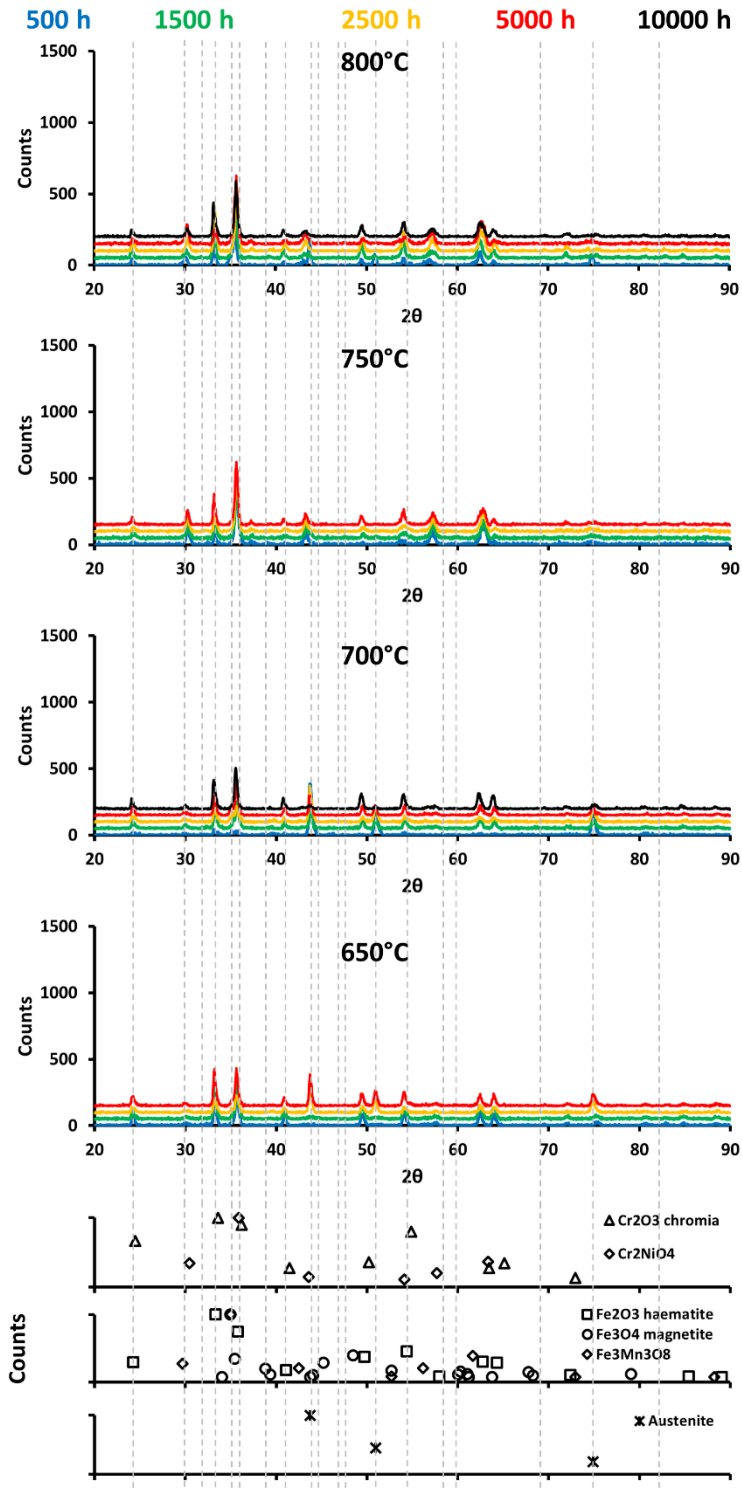 500 h 1500 h 2500 h 5000 h 10000 h
800°C
1500
1000
500
0
Counts
20 30 40 50 60 70 80 90
2θ
750°C
1500
1000
500
0
Counts
20 30 40 50 60 70 80 90
2θ
700°C
1500
1000
500
0
Counts
20 30 40 50 60 70 80 90
2θ
650°C
1500
1000
500
0
Counts
20 30 40 50 60 70 80 90
2θ
Cr2O3 chromia
Cr2NiO4
Counts
Fe2O3 haematite
Fe3O4 magnetite
Fe3Mn3O8
Austenite